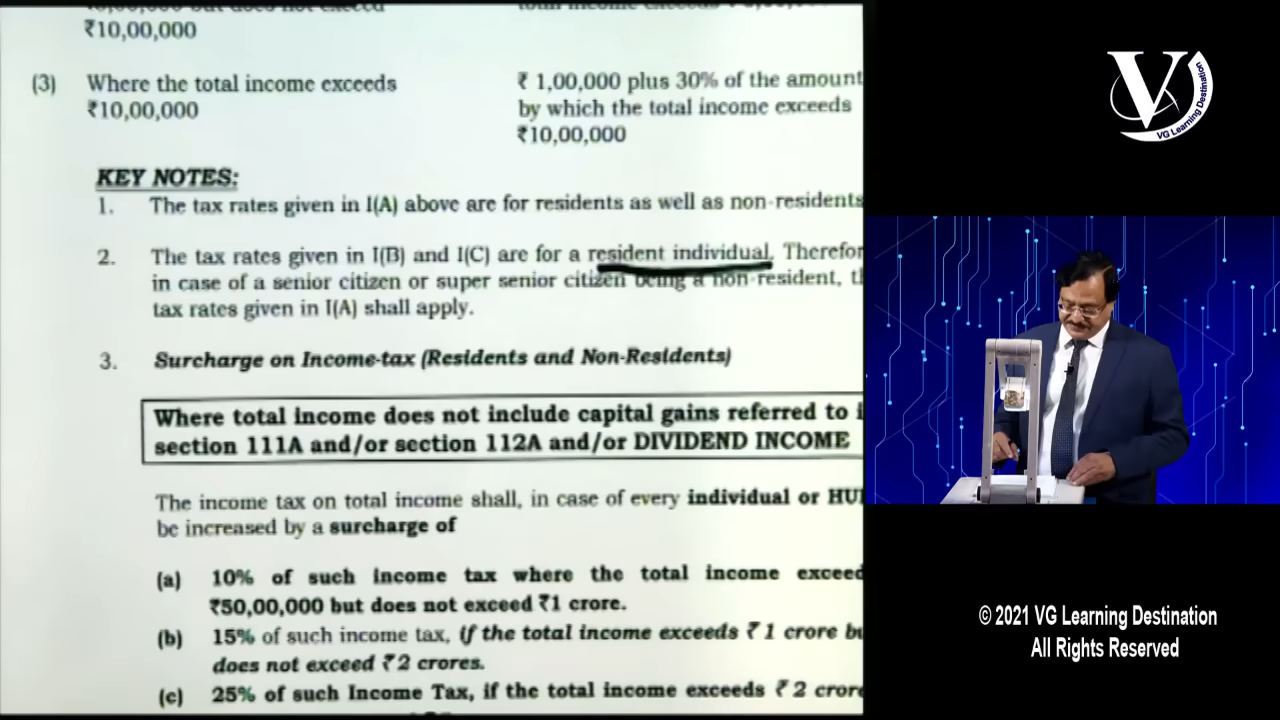 ₹10,00,000
(3) Where the total income exceeds
₹10,00,000
₹ 1,00,000 plus 30% of the amount
by which the total income exceeds
₹10,00,000
KEY NOTES:
1. The tax rates given in I(A) above are for residents as well as non-residents
2. The tax rates given in I(B) and I(C) are for a resident individual. Therefor
in case of a senior citizen or super senior citizen being a non-resident,
tax rates given in I(A) shall apply.
3. Surcharge on Income-tax (Residents and Non-Residents)
Where total income does not include capital gains referred to
section 111A and/or section 112A and/or DIVIDEND INCOME
The income tax on total income shall, in case of every individual or
be increased by a surcharge of
(a) 10% of such income tax where the total income exceed
₹50,00,000 but does not exceed ₹1 crore.
(b) 15% of such income tax, if the total income exceeds ₹ 1 crore
does not exceed ₹ 2 crores.
(c) 25% of such Income Tax, if the total income exceeds ₹ 2 crore
V
VG Learning Destination
© 2021 VG Learning Destination
All Rights Reserved